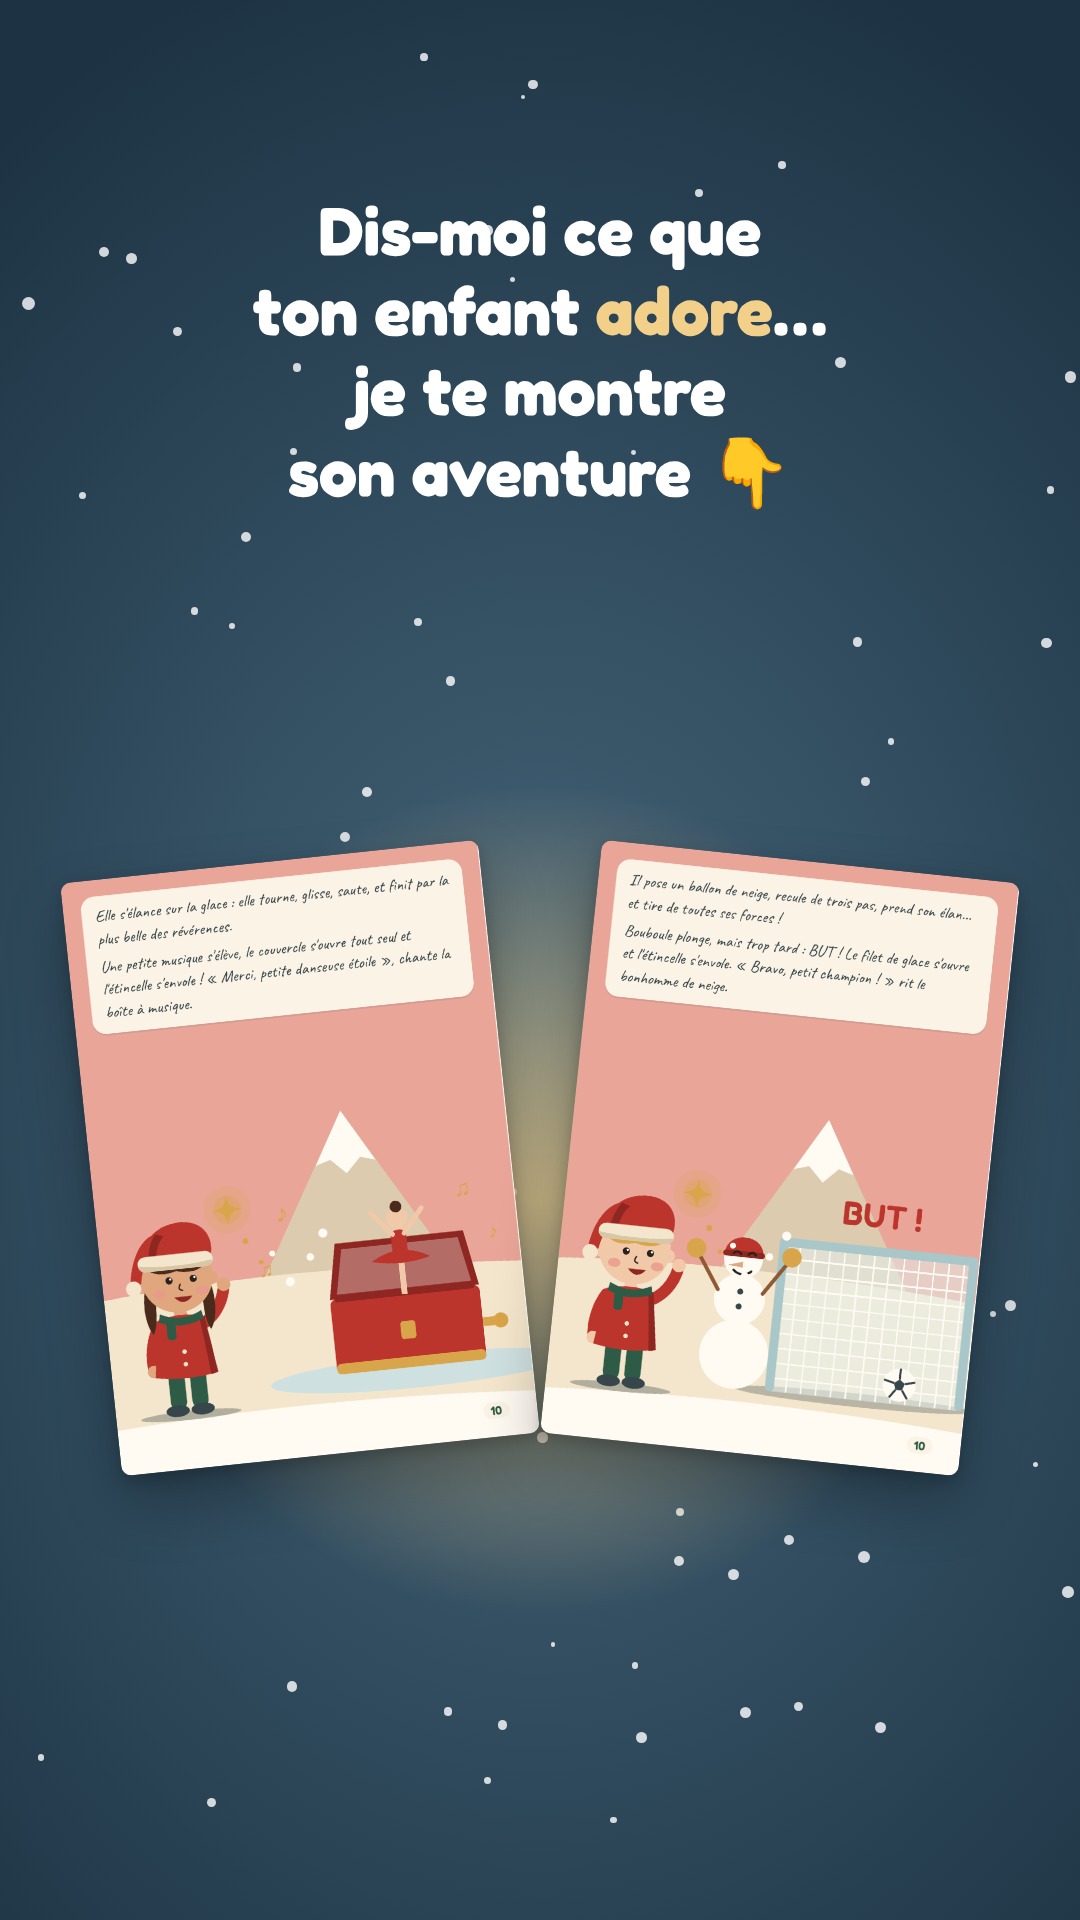 Dis-moi ce que
ton enfant adore...
je te montre
son aventure 👇
Elle s'élance sur la glace : elle tourne, glisse, saute, et finit par la
plus belle des révérences.
Une petite musique s'élève, le couvercle s'ouvre tout seul et
l'étincelle s'envole ! « Merci, petite danseuse étoile », chante la
boîte à musique.
10
Il pose un ballon de neige, recule de trois pas, prend son élan...
et tire de toutes ses forces !
Bouboule plonge, mais trop tard : BUT ! Le filet de glace s'ouvre
et l'étincelle s'envole. « Bravo, petit champion ! » rit le
bonhomme de neige.
BUT !
10